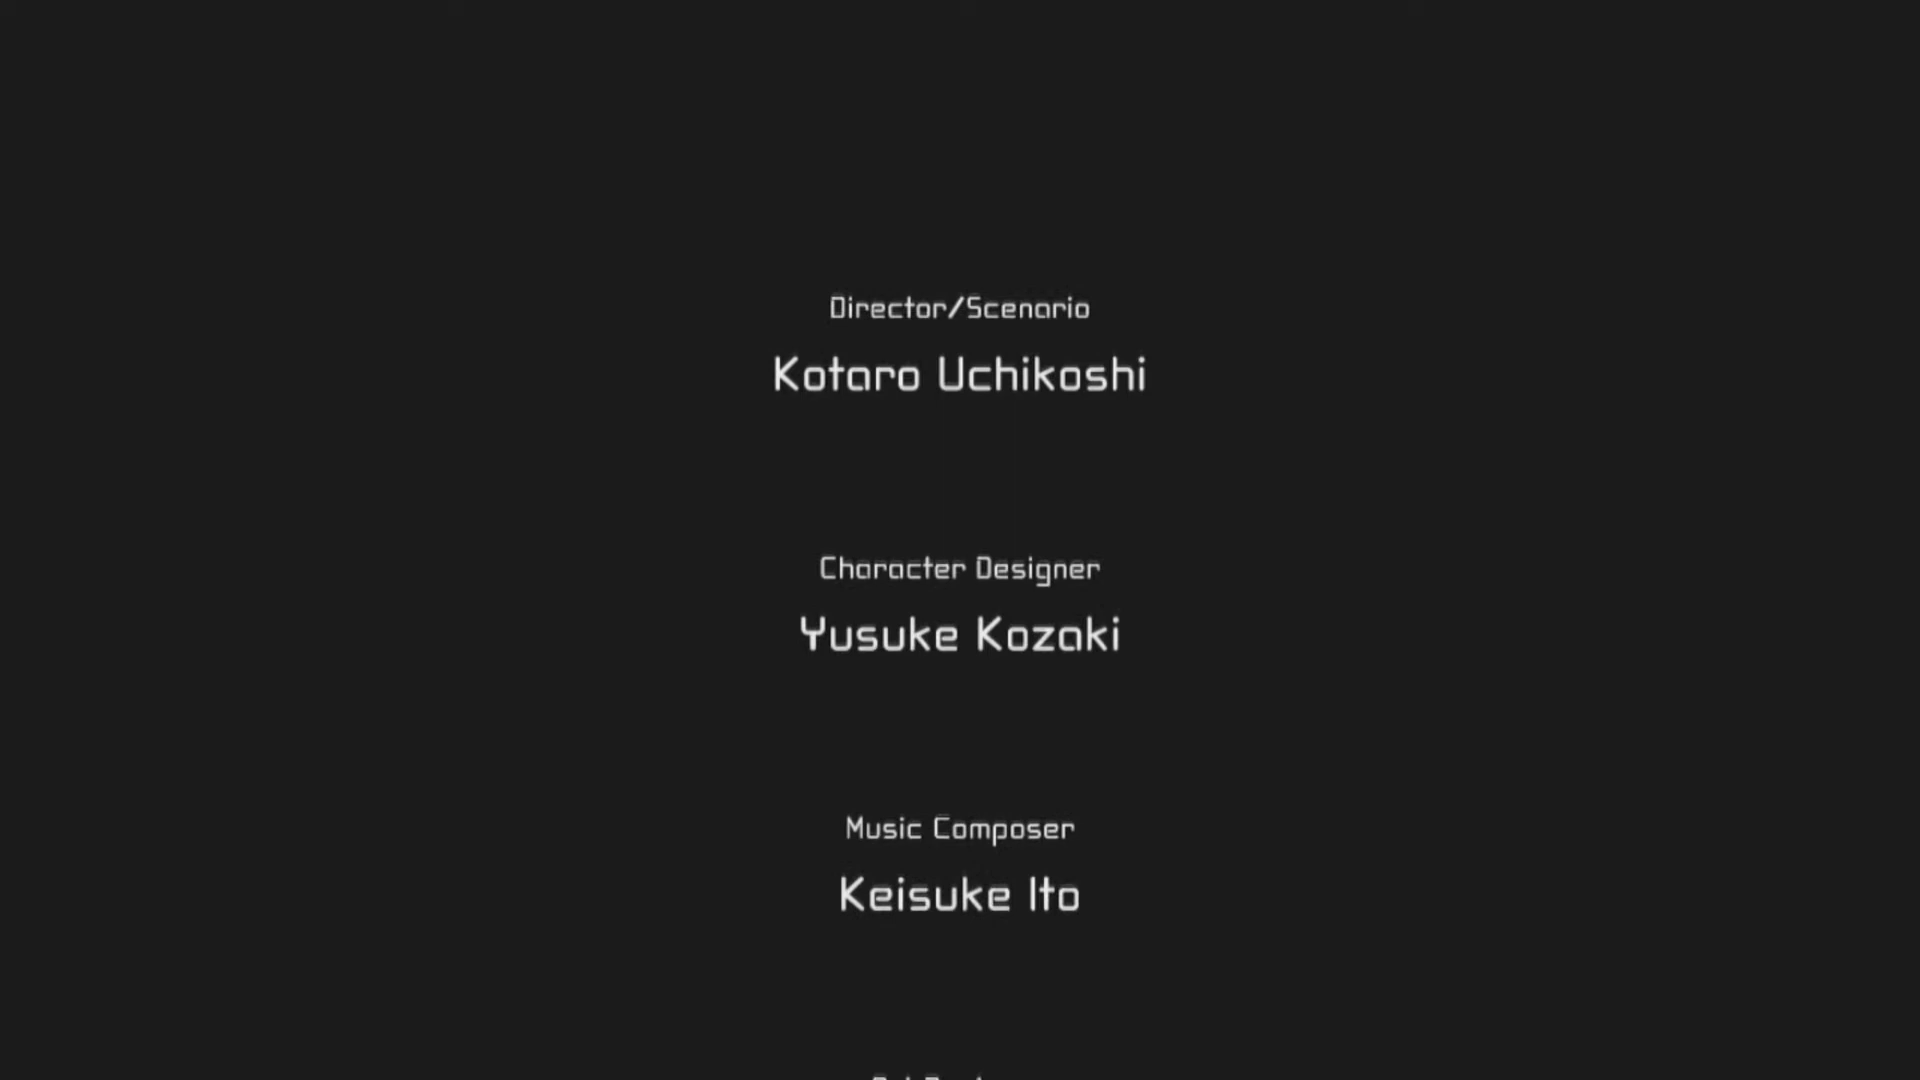 Director/Scenario
Kotaro Uchikoshi
Character Designer
Yusuke Kozaki
Music Composer
Keisuke Ito